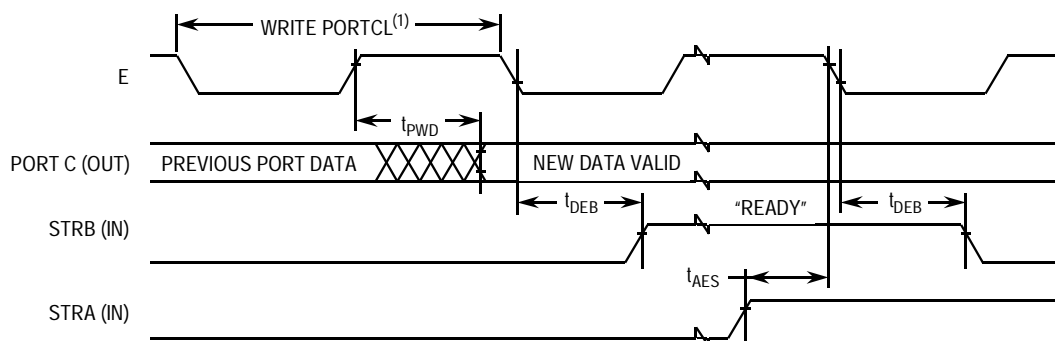 WRITE PORTCL(1)
E
tPWD
PORT C (OUT)
PREVIOUS PORT DATA
NEW DATA VALID
tDEB
"READY"
tDEB
STRB (IN)
tAES
STRA (IN)